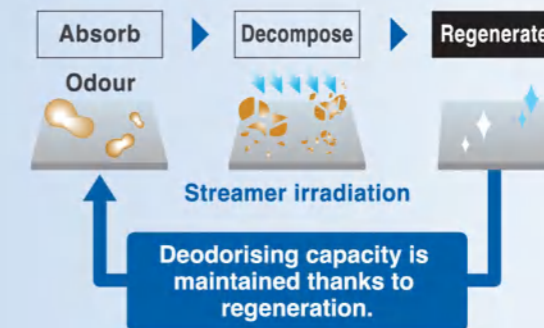 Absorb
Decompose
Regenerate
Odour
Streamer irradiation
Deodorising capacity is
maintained thanks to
regeneration.